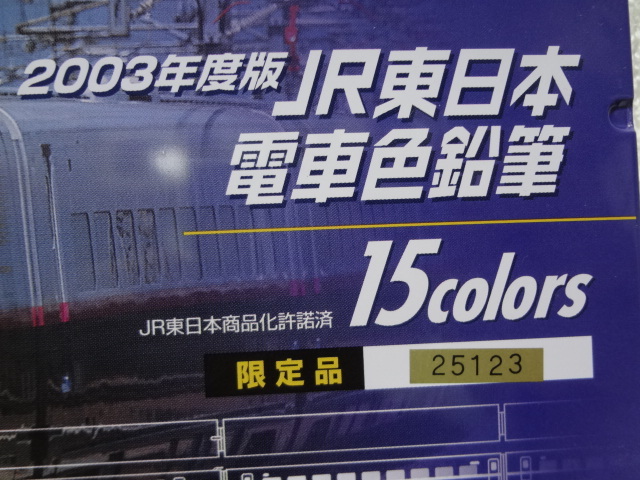 2003年度版 JR東日本
電車色鉛筆
15colors
JR東日本商品化許諾済
限定品 25123